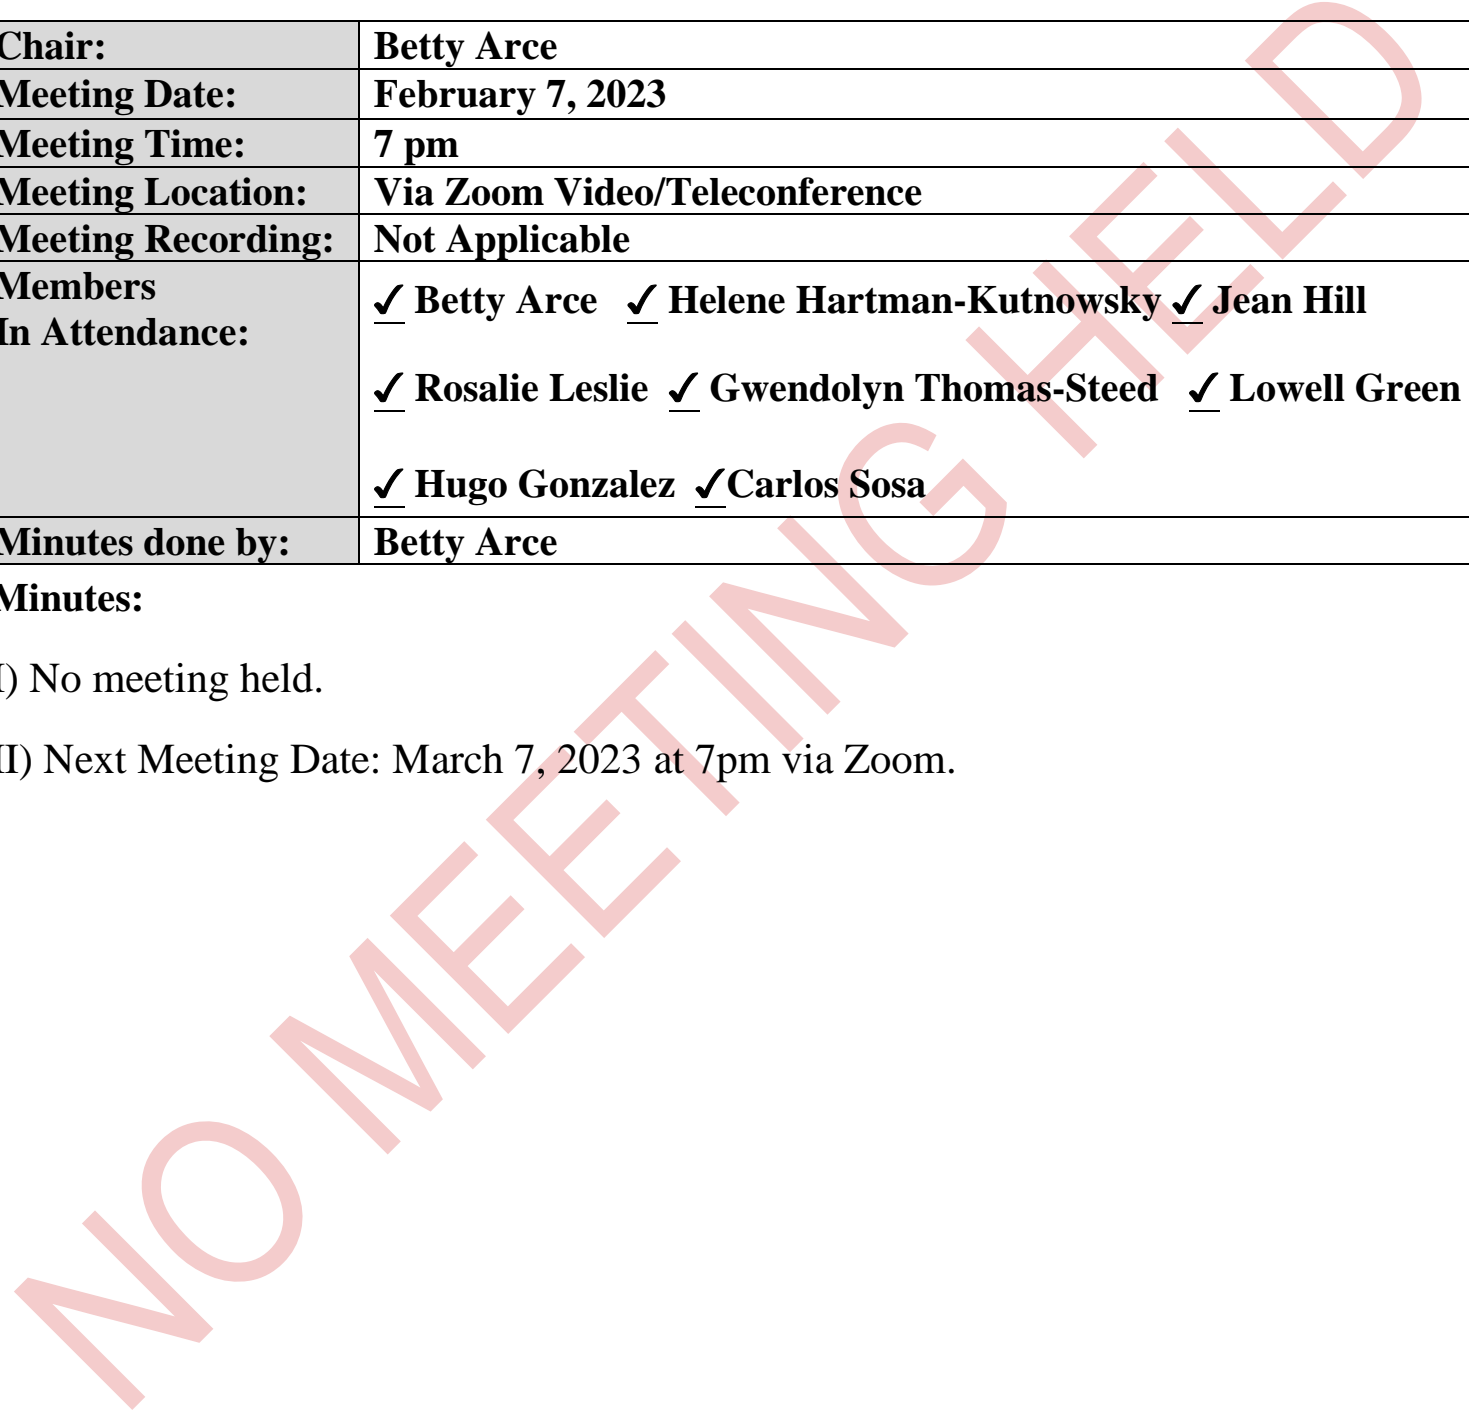 Chair: Betty Arce
Meeting Date: February 7, 2023
Meeting Time: 7 pm
Meeting Location: Via Zoom Video/Teleconference
Meeting Recording: Not Applicable
Members
In Attendance:
✓ Betty Arce ✓ Helene Hartman-Kutnowsky ✓ Jean Hill
✓ Rosalie Leslie ✓ Gwendolyn Thomas-Steed ✓ Lowell Green
✓ Hugo Gonzalez ✓Carlos Sosa
Minutes done by: Betty Arce
Minutes:
I) No meeting held.
II) Next Meeting Date: March 7, 2023 at 7pm via Zoom.
NO MEETING HELD